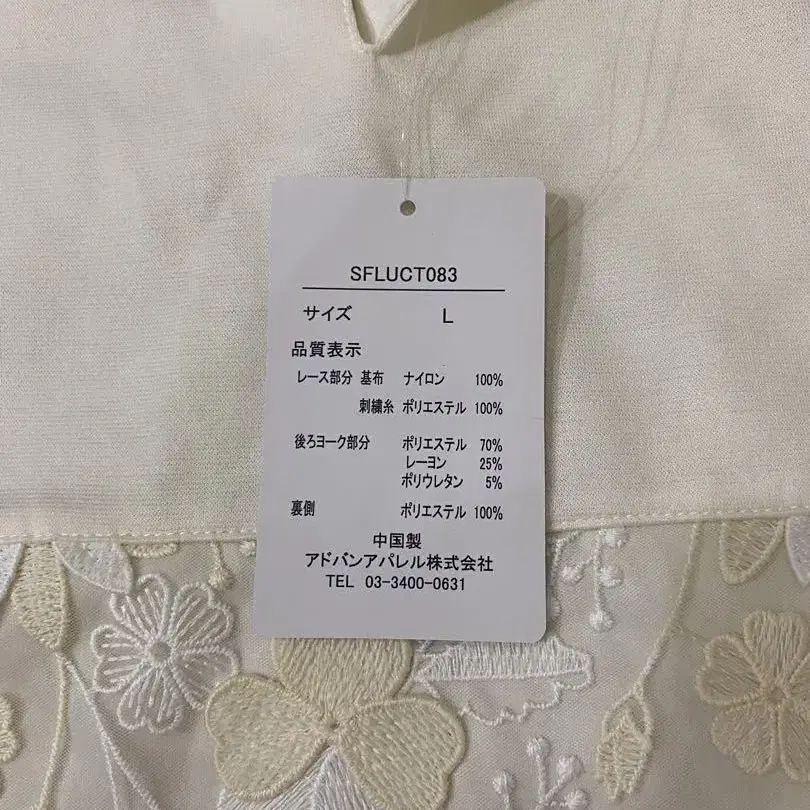 SFLUCT083
サイズ L
品質表示
レース部分 基布 ナイロン 100%
刺繍糸 ポリエステル 100%
後ろヨーク部分 ポリエステル 70%
レーヨン 25%
ポリウレタン 5%
裏側 ポリエステル 100%
中国製
アドバンアパレル株式会社
TEL 03-3400-0631